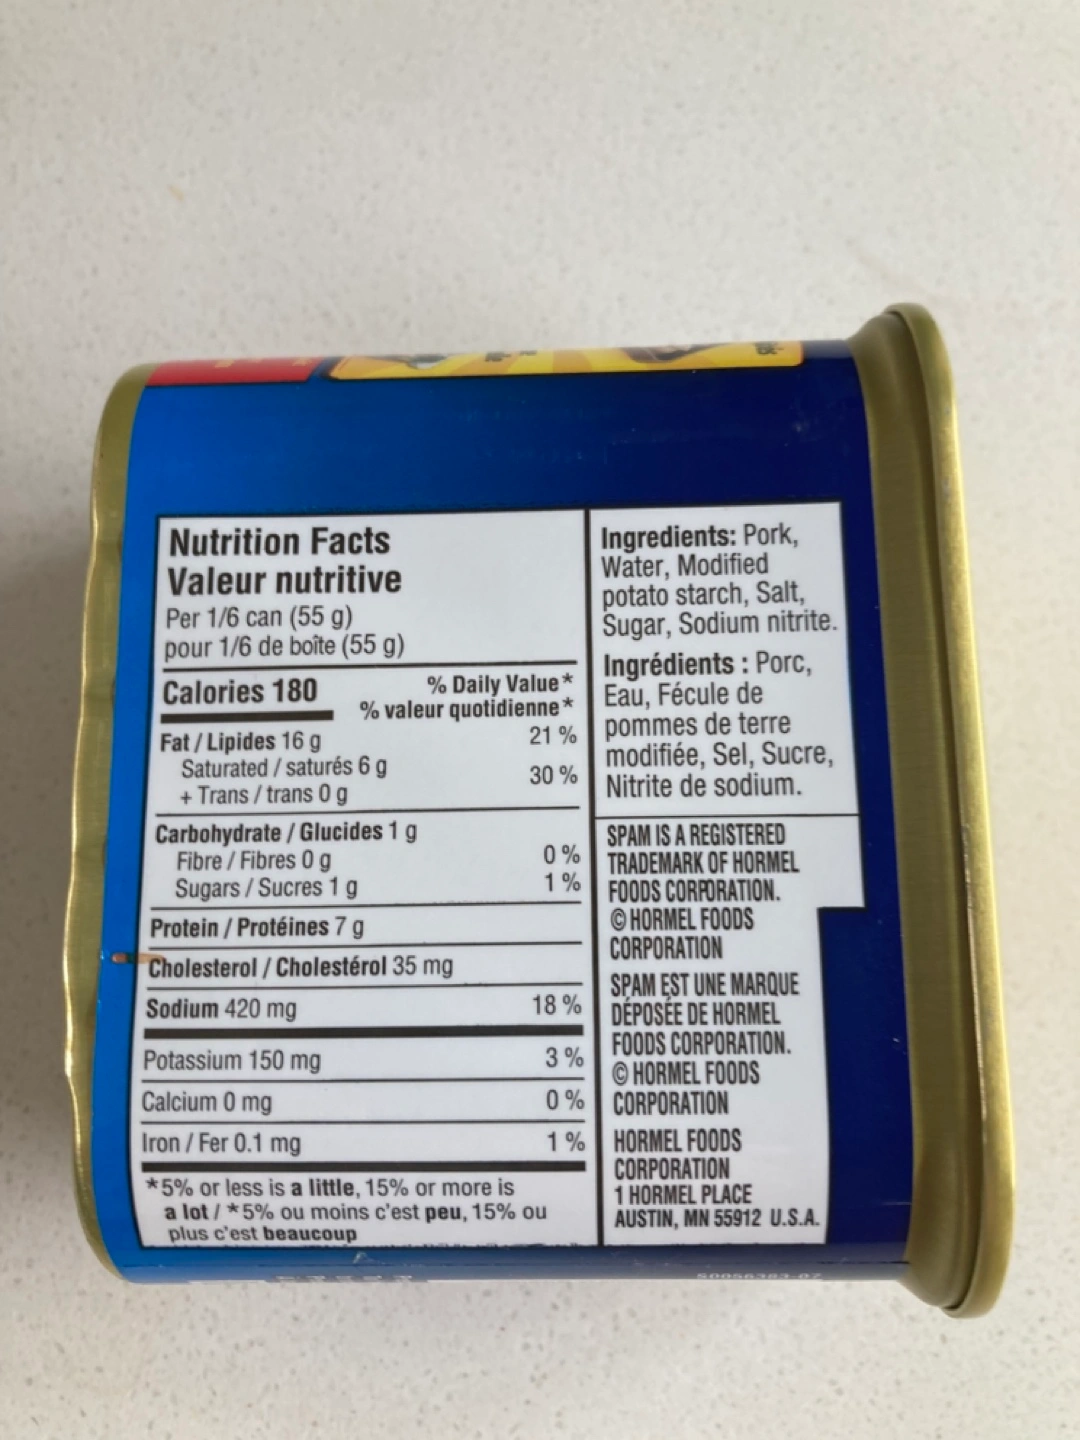 Nutrition Facts
Valeur nutritive
Per 1/6 can (55 g)
pour 1/6 de boîte (55 g)
Calories 180
% Daily Value*
% valeur quotidienne*
Fat / Lipides 16 g 21 %
Saturated / saturés 6 g
+ Trans / trans 0 g 30 %
Carbohydrate / Glucides 1 g
Fibre / Fibres 0 g 0 %
Sugars / Sucres 1 g 1 %
Protein / Protéines 7 g
Cholesterol / Cholestérol 35 mg
Sodium 420 mg 18 %
Potassium 150 mg 3 %
Calcium 0 mg 0 %
Iron / Fer 0.1 mg 1 %
*5% or less is a little, 15% or more is
a lot / *5% ou moins c'est peu, 15% ou
plus c'est beaucoup
Ingredients: Pork,
Water, Modified
potato starch, Salt,
Sugar, Sodium nitrite.
Ingrédients : Porc,
Eau, Fécule de
pommes de terre
modifiée, Sel, Sucre,
Nitrite de sodium.
SPAM IS A REGISTERED
TRADEMARK OF HORMEL
FOODS CORPORATION.
© HORMEL FOODS
CORPORATION
SPAM EST UNE MARQUE
DÉPOSÉE DE HORMEL
FOODS CORPORATION.
© HORMEL FOODS
CORPORATION
HORMEL FOODS
CORPORATION
1 HORMEL PLACE
AUSTIN, MN 55912 U.S.A.